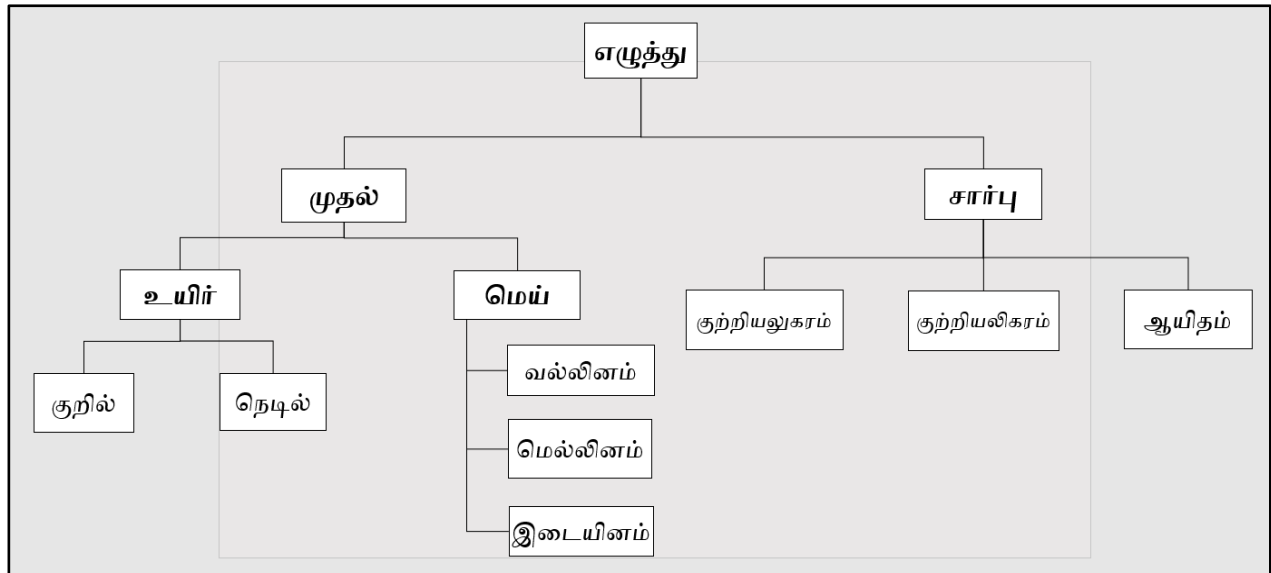 எழுத்து
முதல்
சார்பு
உயிர்
மெய்
குற்றியலுகரம்
குற்றியலிகரம்
ஆயிதம்
குறில்
நெடில்
வல்லினம்
மெல்லினம்
இடையினம்